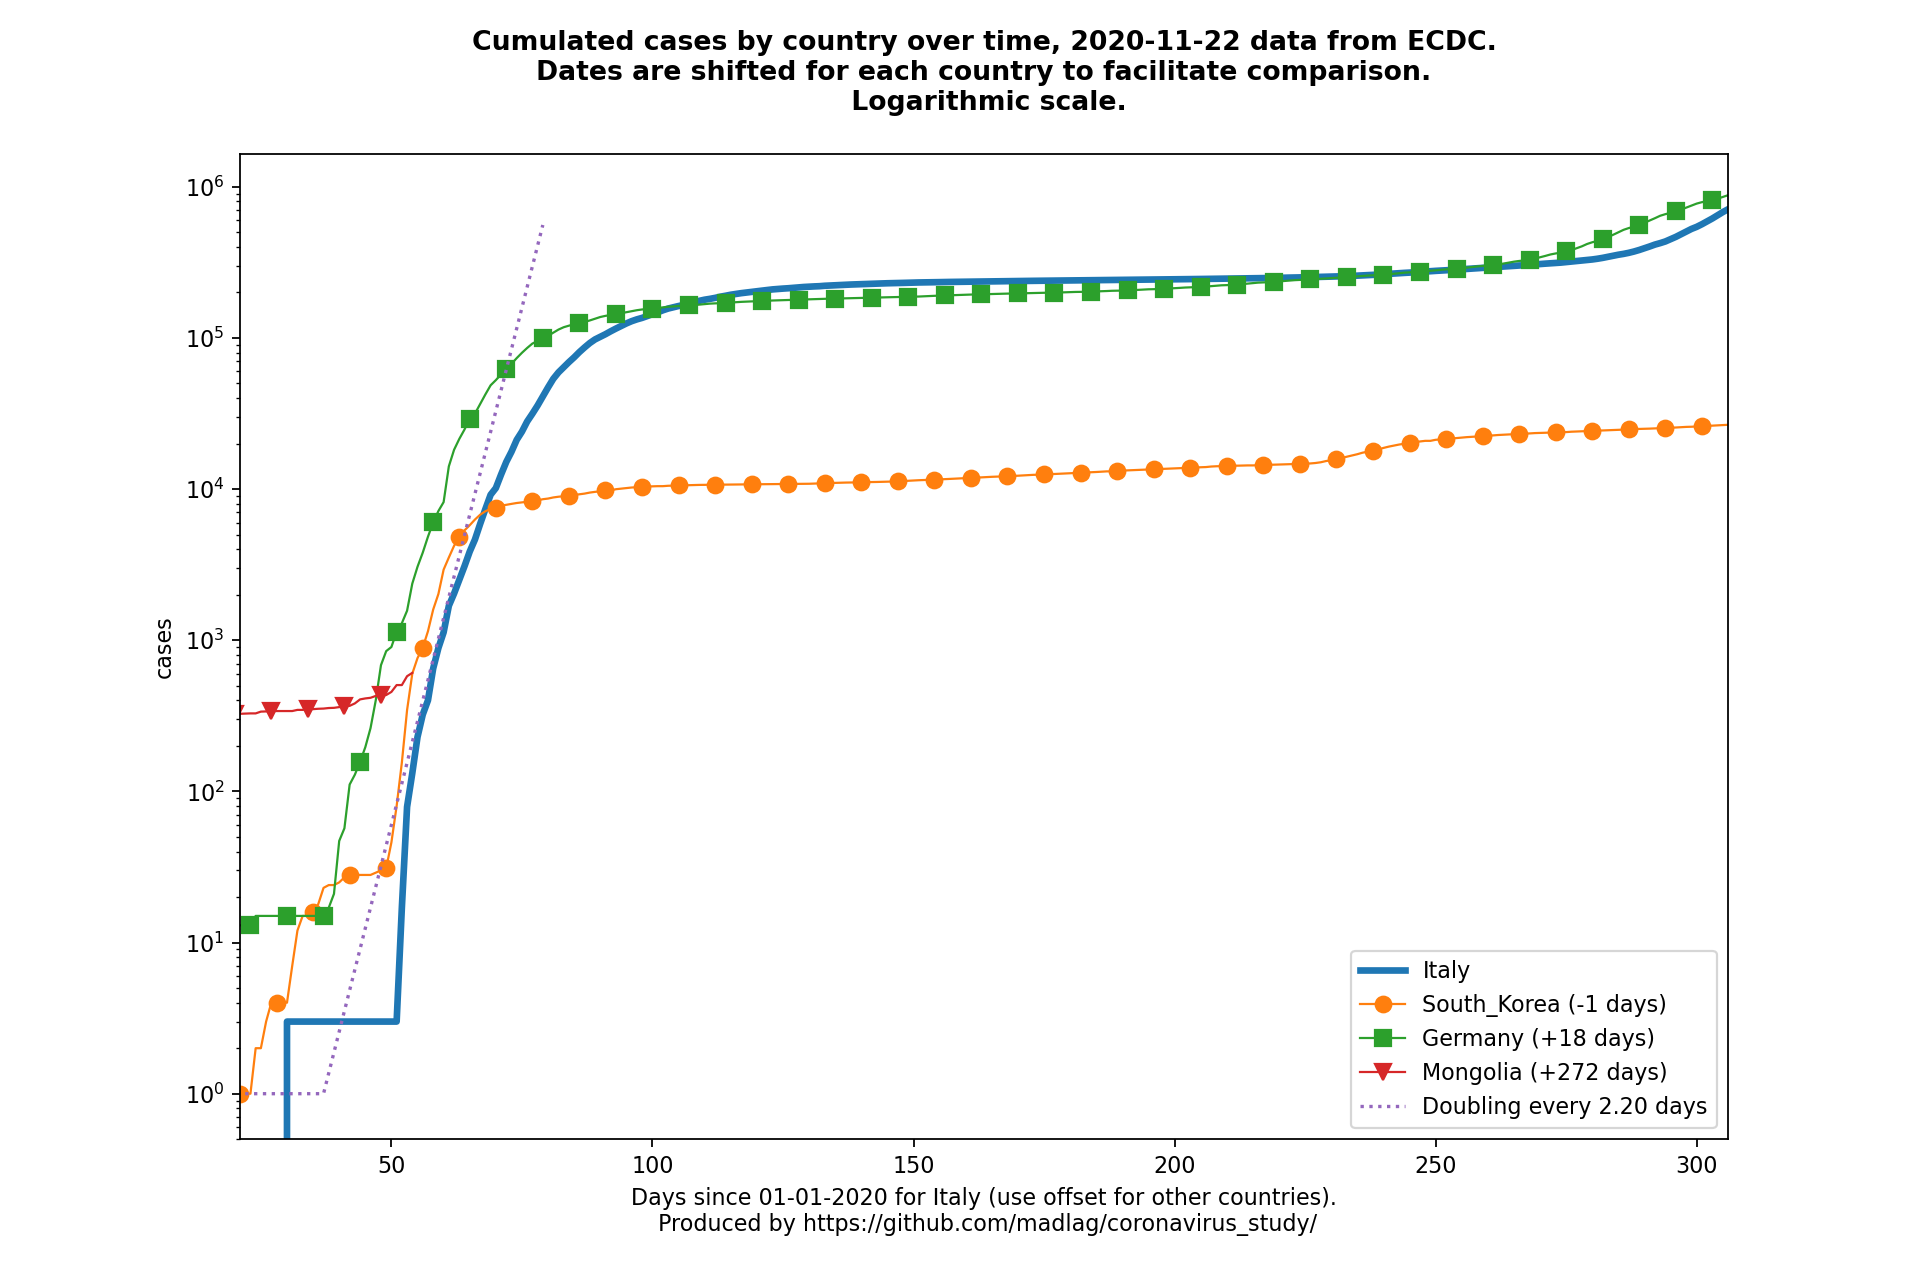 Cumulated cases by country over time, 2020-11-22 data from ECDC.
Dates are shifted for each country to facilitate comparison.
Logarithmic scale.
10^6
10^5
10^4
10^3
10^2
10^1
10^0
cases
Italy
South_Korea (-1 days)
Germany (+18 days)
Mongolia (+272 days)
Doubling every 2.20 days
50 100 150 200 250 300
Days since 01-01-2020 for Italy (use offset for other countries).
Produced by https://github.com/madlag/coronavirus_study/